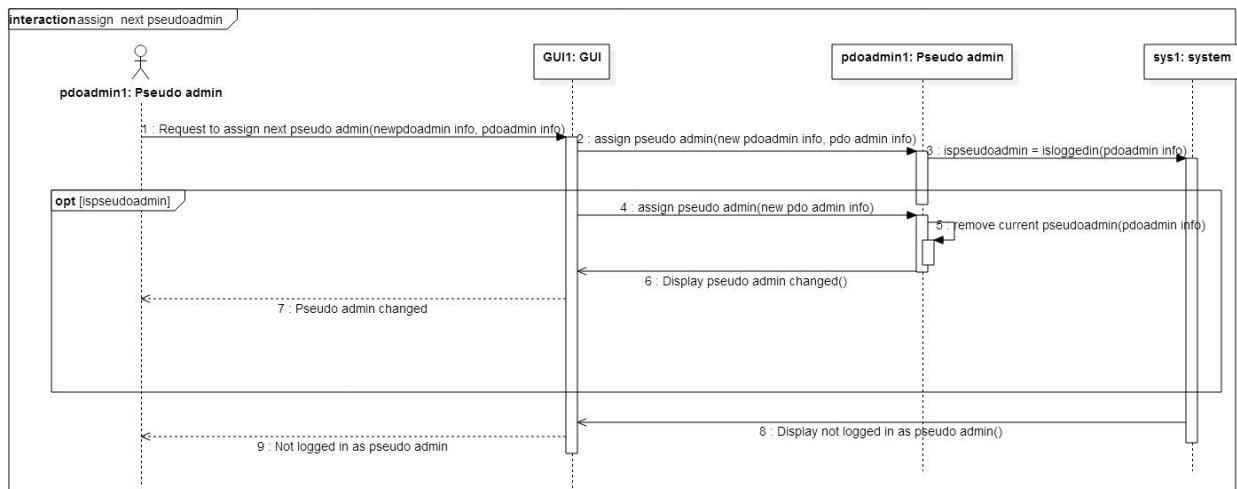 interaction assign next pseudoadmin
GUI1: GUI
pdoadmin1: Pseudo admin
sys1: system
pdoadmin1: Pseudo admin
1 : Request to assign next pseudo admin(newpdoadmin info, pdoadmin info)
2 : assign pseudo admin(new pdoadmin info, pdo admin info)
3 : ispseudoadmin = isloggedin(pdoadmin info)
opt [ispseudoadmin]
4 : assign pseudo admin(new pdo admin info)
5 : remove current pseudoadmin(pdoadmin info)
6 : Display pseudo admin changed()
7 : Pseudo admin changed
8 : Display not logged in as pseudo admin()
9 : Not logged in as pseudo admin